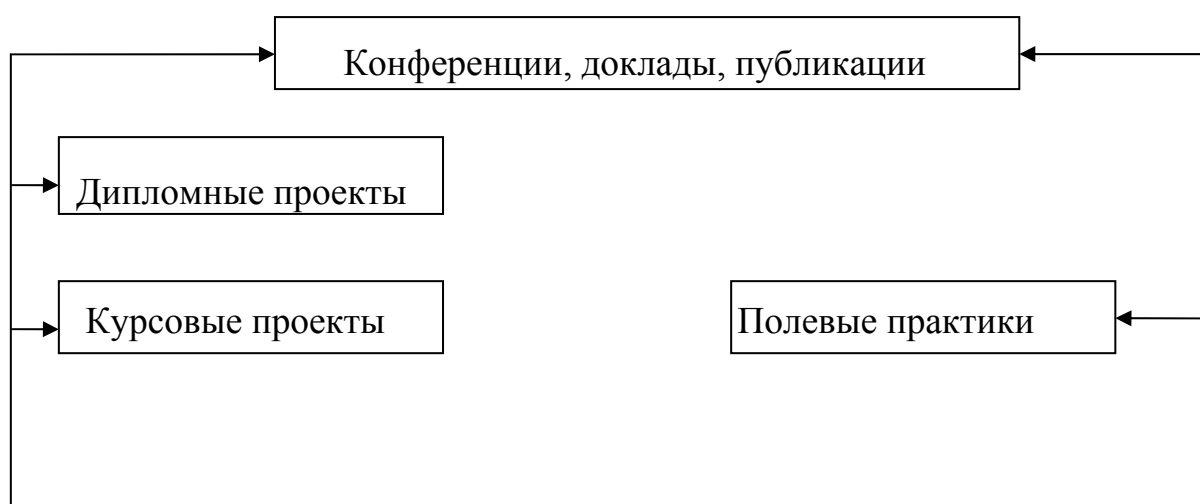 Конференции, доклады, публикации
Дипломные проекты
Курсовые проекты
Полевые практики